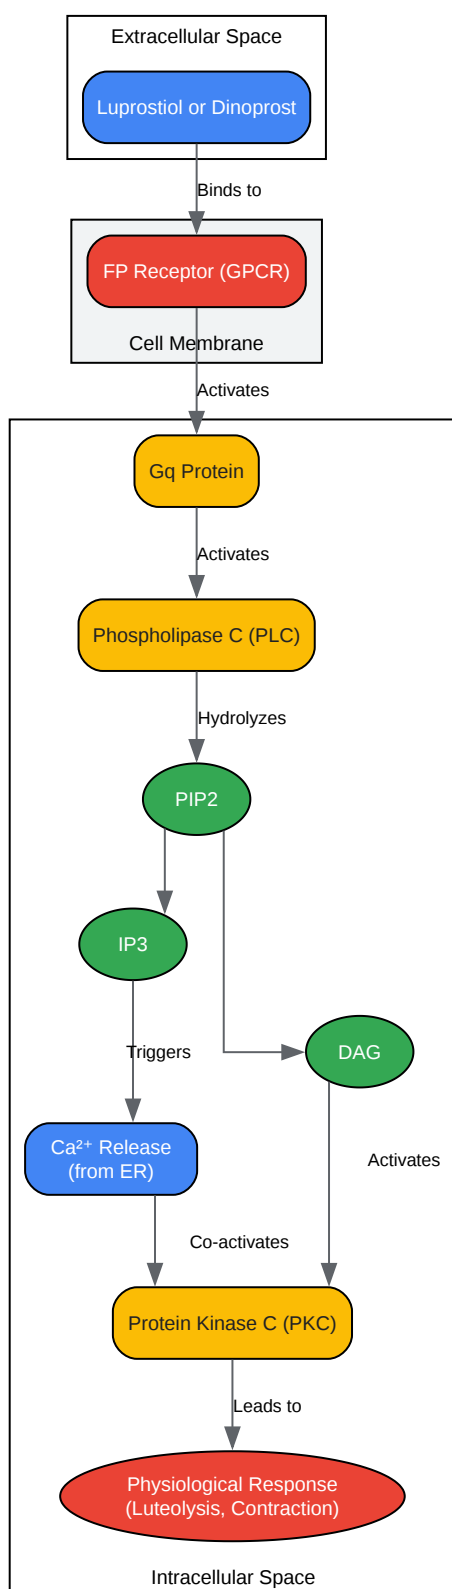 Extracellular Space
Luprostiol or Dinoprost
Binds to
FP Receptor (GPCR)
Cell Membrane
Activates
Gq Protein
Activates
Phospholipase C (PLC)
Hydrolyzes
PIP2
IP3
DAG
Triggers
Ca²⁺ Release
(from ER)
Activates
Co-activates
Protein Kinase C (PKC)
Leads to
Physiological Response
(Luteolysis, Contraction)
Intracellular Space